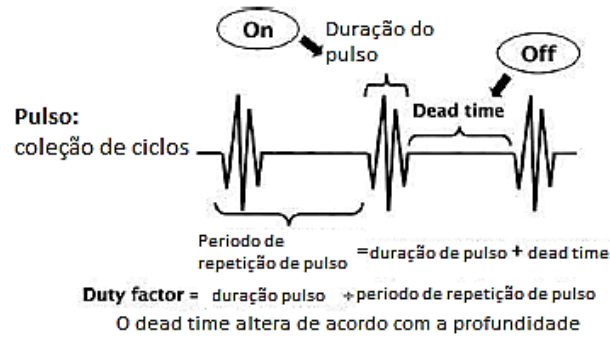 On
Duração do
pulso
Off
Dead time
Pulso:
coleção de ciclos
Periodo de
repetição de pulso = duração de pulso + dead time
Duty factor = duração pulso ÷ periodo de repetição de pulso
O dead time altera de acordo com a profundidade